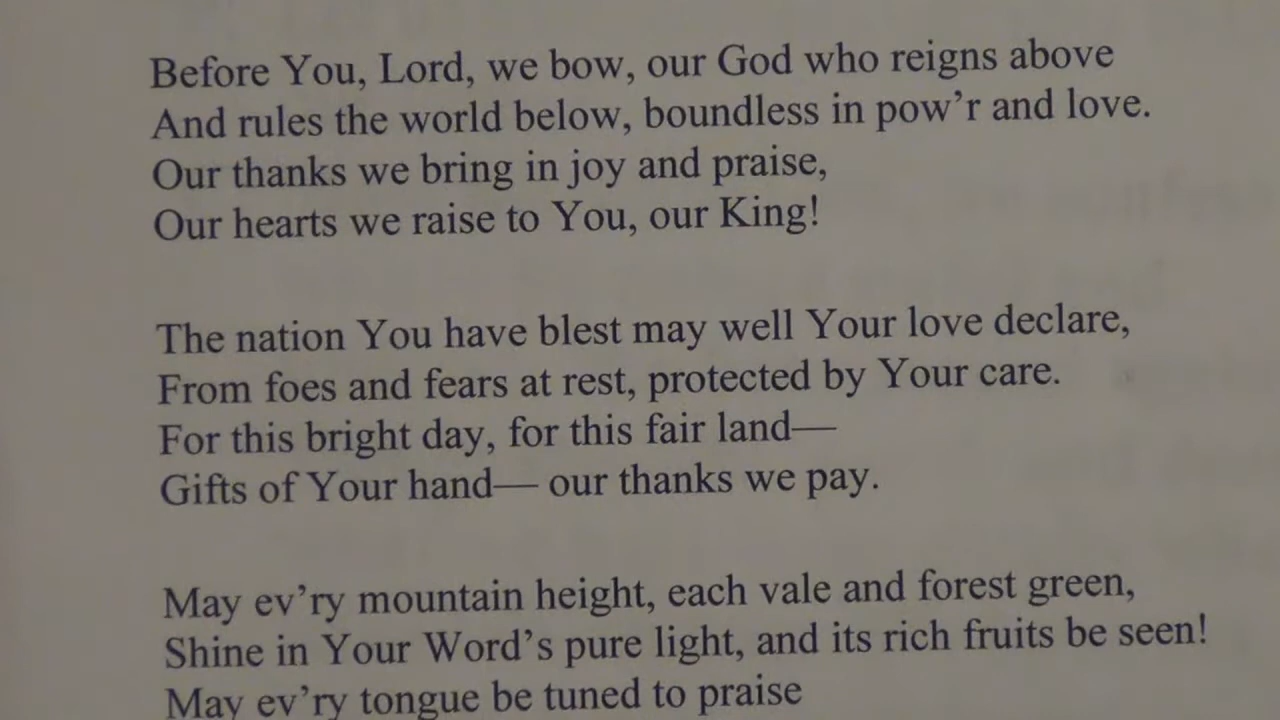 Before You, Lord, we bow, our God who reigns above
And rules the world below, boundless in pow’r and love.
Our thanks we bring in joy and praise,
Our hearts we raise to You, our King!
The nation You have blest may well Your love declare,
From foes and fears at rest, protected by Your care.
For this bright day, for this fair land—
Gifts of Your hand— our thanks we pay.
May ev’ry mountain height, each vale and forest green,
Shine in Your Word’s pure light, and its rich fruits be seen!
May ev’ry tongue be tuned to praise